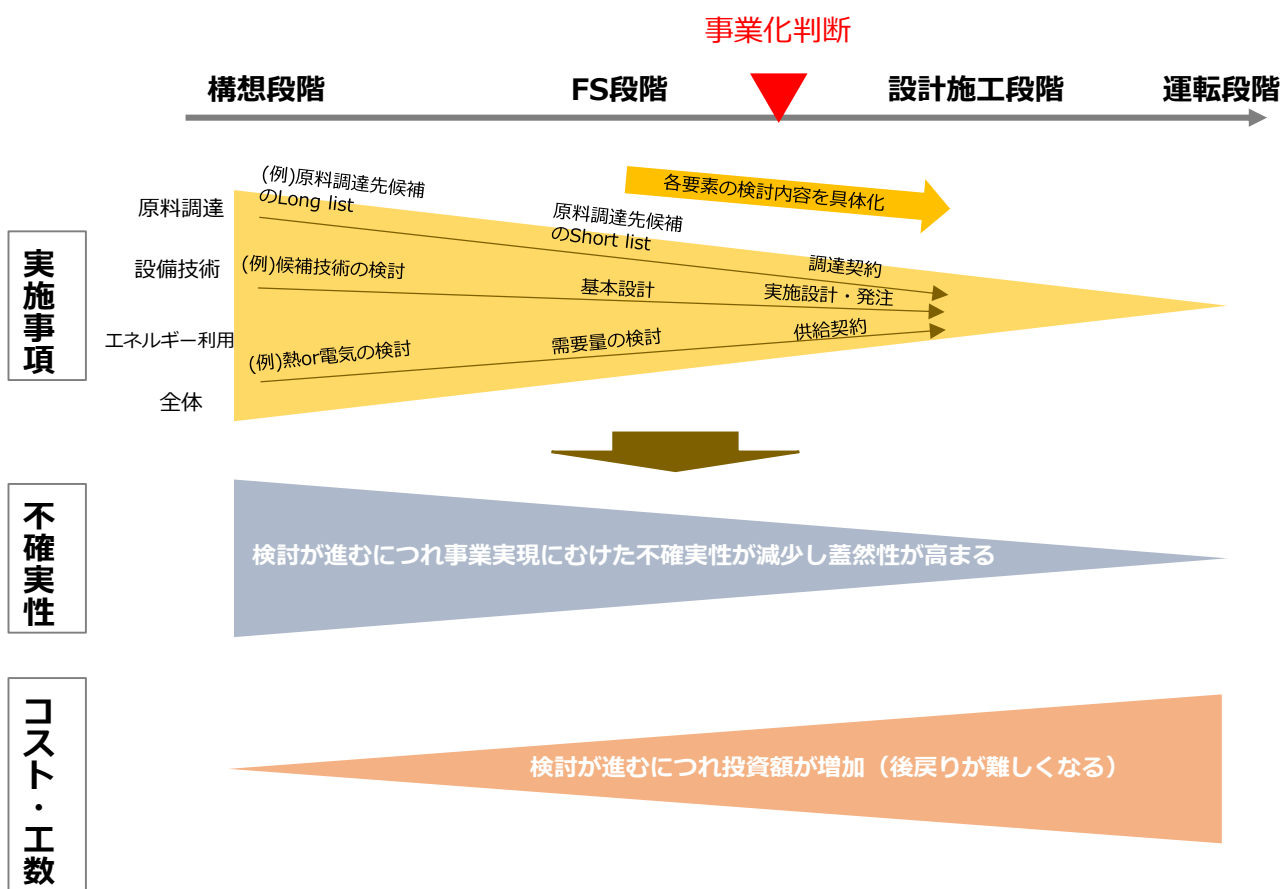 事業化判断
構想段階
FS段階
設計施工段階
運転段階
実施事項
原料調達
設備技術
エネルギー利用
全体
(例)原料調達先候補
のLong list
原料調達先候補
のShort list
調達契約
各要素の検討内容を具体化
(例)候補技術の検討
基本設計
実施設計・発注
(例)熱or電気の検討
需要量の検討
供給契約
不確実性
検討が進むにつれ事業実現にむけた不確実性が減少し蓋然性が高まる
コスト・工数
検討が進むにつれ投資額が増加（後戻りが難しくなる）